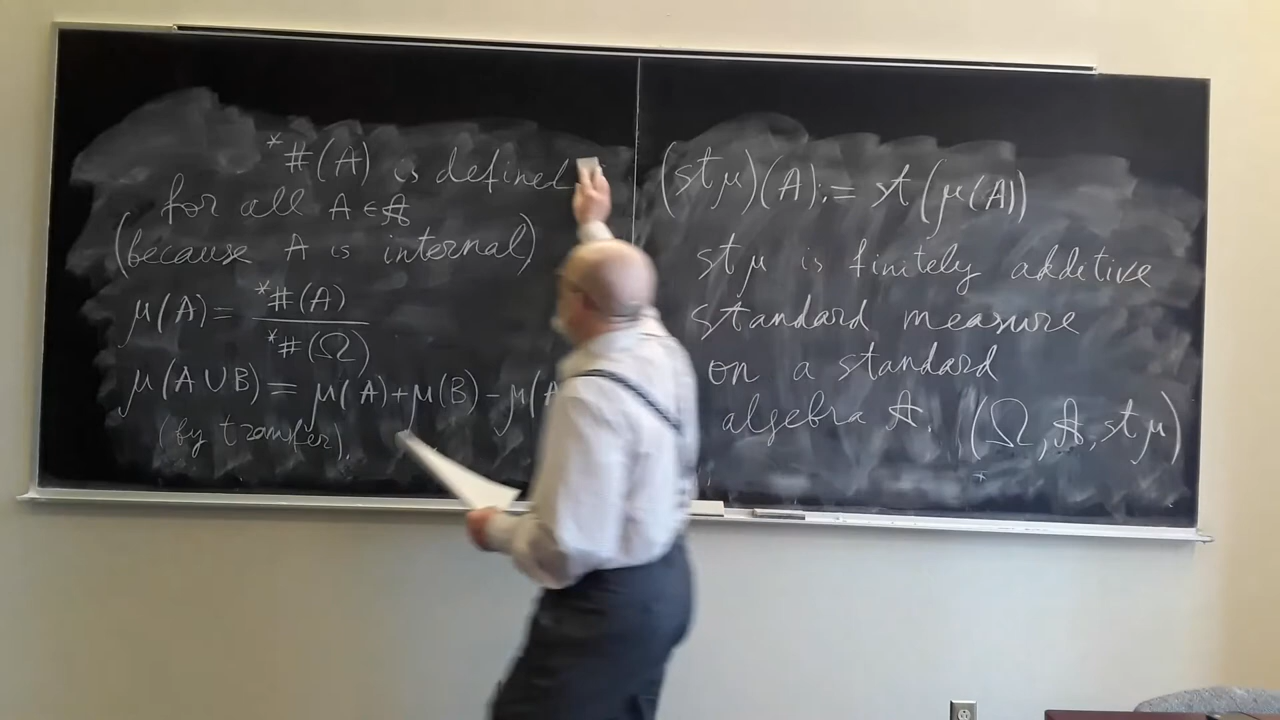 *#(A) is defined
for all A ∈ 𝔸
(because A is internal)
μ(A) = *#(A) / *#(Ω)
μ(A ∪ B) = μ(A) + μ(B) − μ(A
(by transfer).
(st μ)(A) := st(μ(A))
st μ is finitely additive
standard measure
on a standard
algebra 𝔸. (Ω, 𝔸, st μ)
*